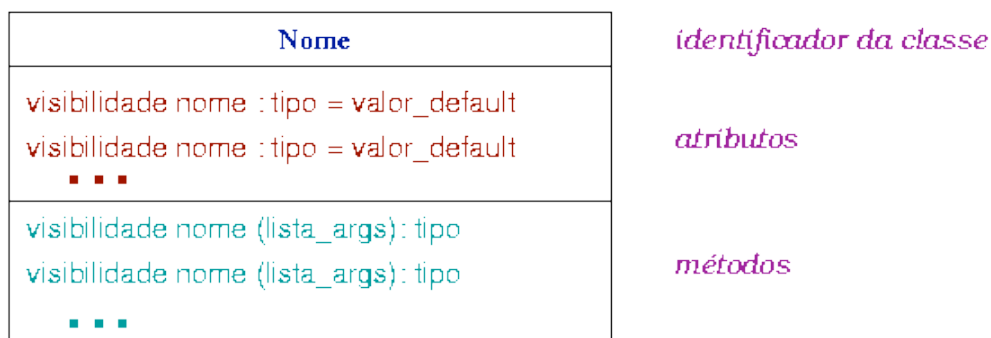 Nome
identificador da classe
visibilidade nome : tipo = valor_default
visibilidade nome : tipo = valor_default
...
atributos
visibilidade nome (lista_args): tipo
visibilidade nome (lista_args): tipo
...
métodos